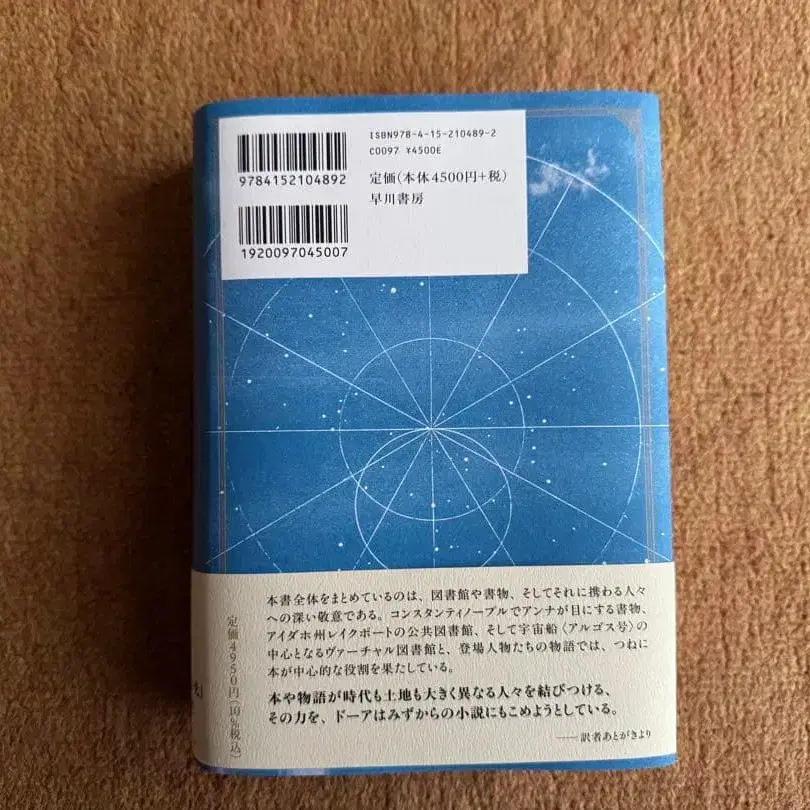 ISBN978-4-15-210489-2
C0097 ¥4500E
9784152104892
定価(本体4500円+税)
早川書房
1920097045007
本書全体をまとめているのは、図書館や書物、そしてそれに携わる人々
への深い敬意である。コンスタンティノープルでアンナが目にする書物、
アイダホ州レイクポートの公共図書館、そして宇宙船〈アルゴス号〉の
中心となるヴァーチャル図書館と、登場人物たちの物語では、つねに
本が中心的な役割を果たしている。
本や物語が時代も土地も大きく異なる人々を結びつける、
その力を、ドーアはみずからの小説にもこめようとしている。
——訳者あとがきより
定価4950円(10%税込)